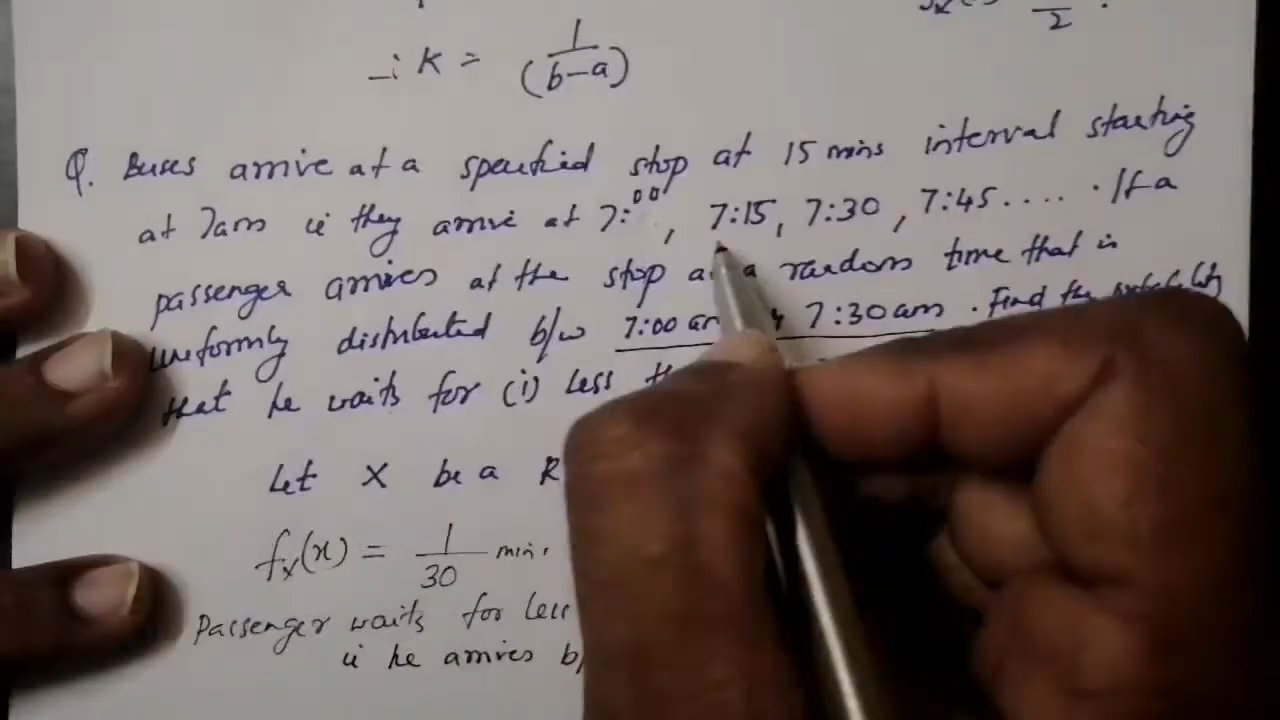 ∴ K = 1/(b-a)
2
Q. Buses arrive at a specified stop at 15 mins interval starting
at 7am ie they arrive at 7:00, 7:15, 7:30, 7:45..... If a
passenger arrives at the stop a a random time that is
uniformly distributed b/w 7:00 am 7:30am. Find the probability
that he waits for (i) Less
Let X be a R
fx(x) = 1/30 min.
Passenger waits for less
ie he arrives b/